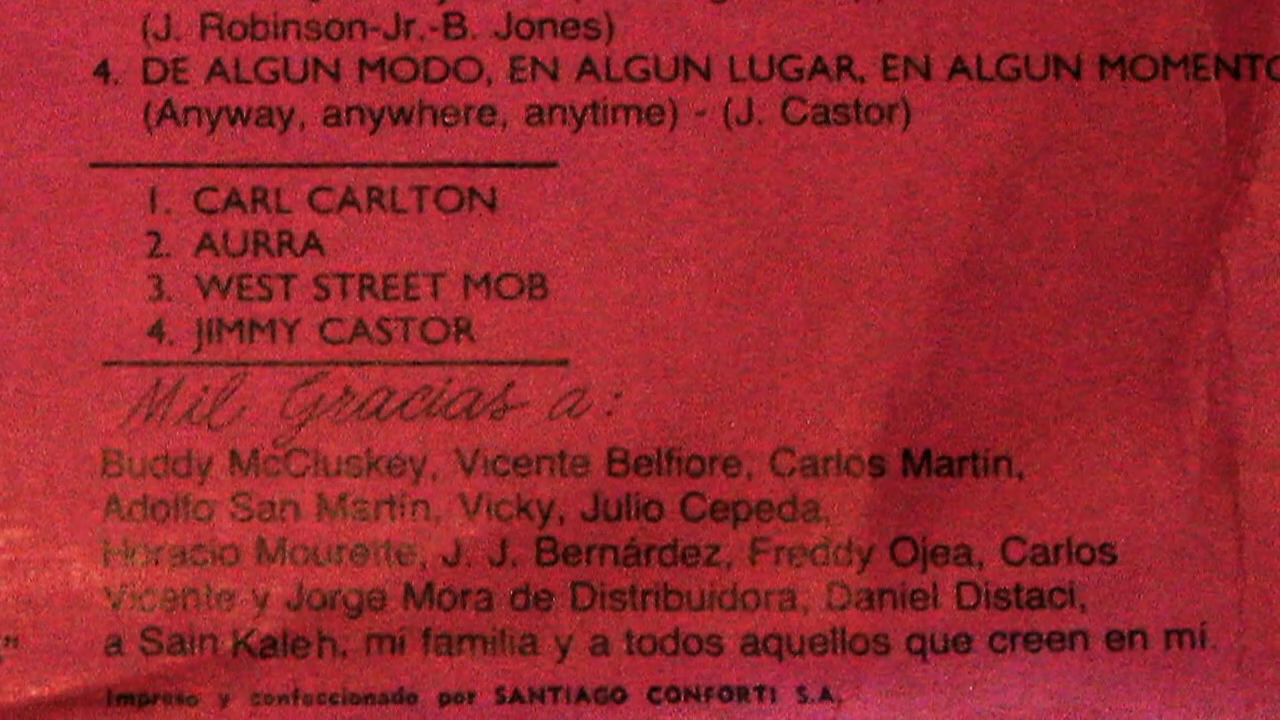 (J. Robinson-Jr.-B. Jones)
4. DE ALGUN MODO, EN ALGUN LUGAR, EN ALGUN MOMENTO
(Anyway, anywhere, anytime) - (J. Castor)
1. CARL CARLTON
2. AURRA
3. WEST STREET MOB
4. JIMMY CASTOR
Mil Gracias a:
Buddy McCluskey, Vicente Belfiore, Carlos Martín,
Adolfo San Martín, Vicky, Julio Cepeda,
Horacio Mourette, J. J. Bernárdez, Freddy Ojea, Carlos
Vicente y Jorge Mora de Distribuidora, Daniel Distaci,
" a Sain Kaleh, mi familia y a todos aquellos que creen en mí.
Impreso y confeccionado por SANTIAGO CONFORTI S.A.